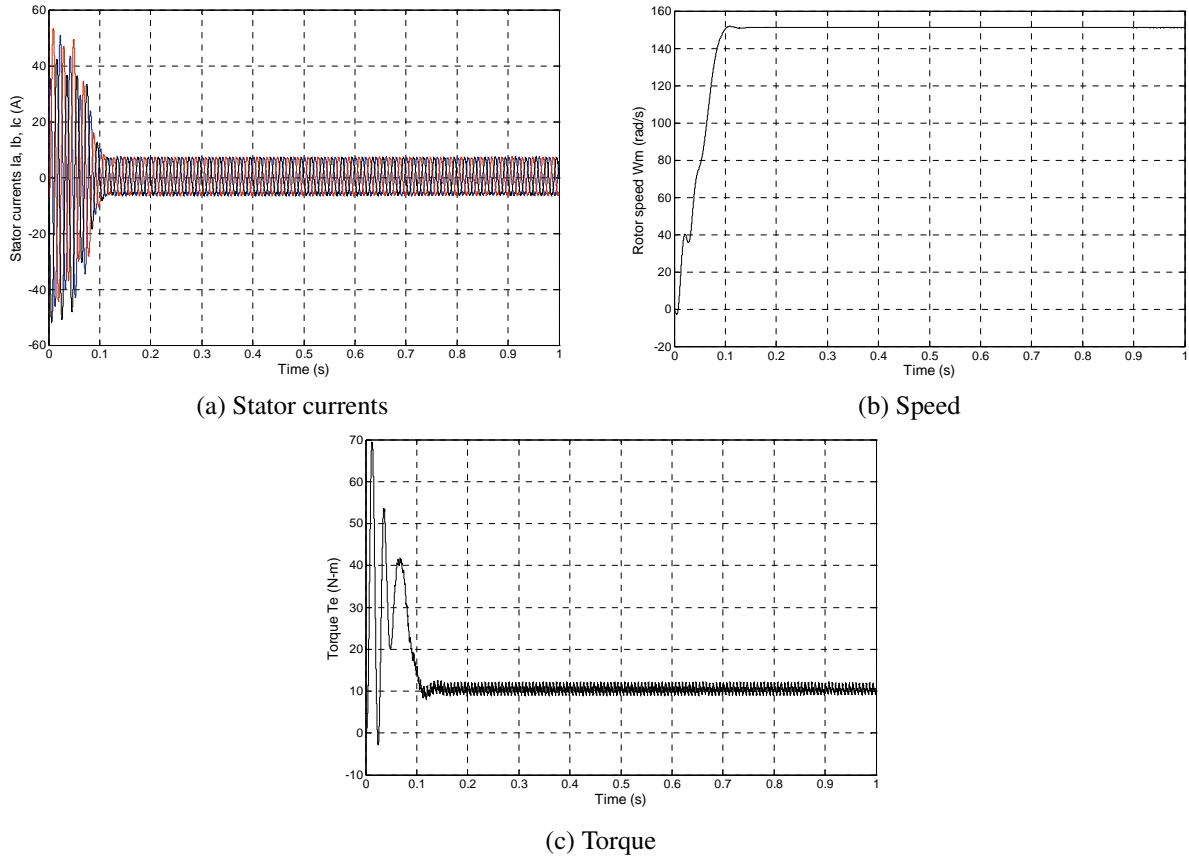 60
40
20
0
-20
-40
-60
Stator currents Ia, Ib, Ic (A)
0 0.1 0.2 0.3 0.4 0.5 0.6 0.7 0.8 0.9 1
Time (s)
(a) Stator currents
160
140
120
100
80
60
40
20
0
-20
Rotor speed Wm (rad/s)
0 0.1 0.2 0.3 0.4 0.5 0.6 0.7 0.8 0.9 1
Time (s)
(b) Speed
70
60
50
40
30
20
10
0
-10
Torque Te (N-m)
0 0.1 0.2 0.3 0.4 0.5 0.6 0.7 0.8 0.9 1
Time (s)
(c) Torque